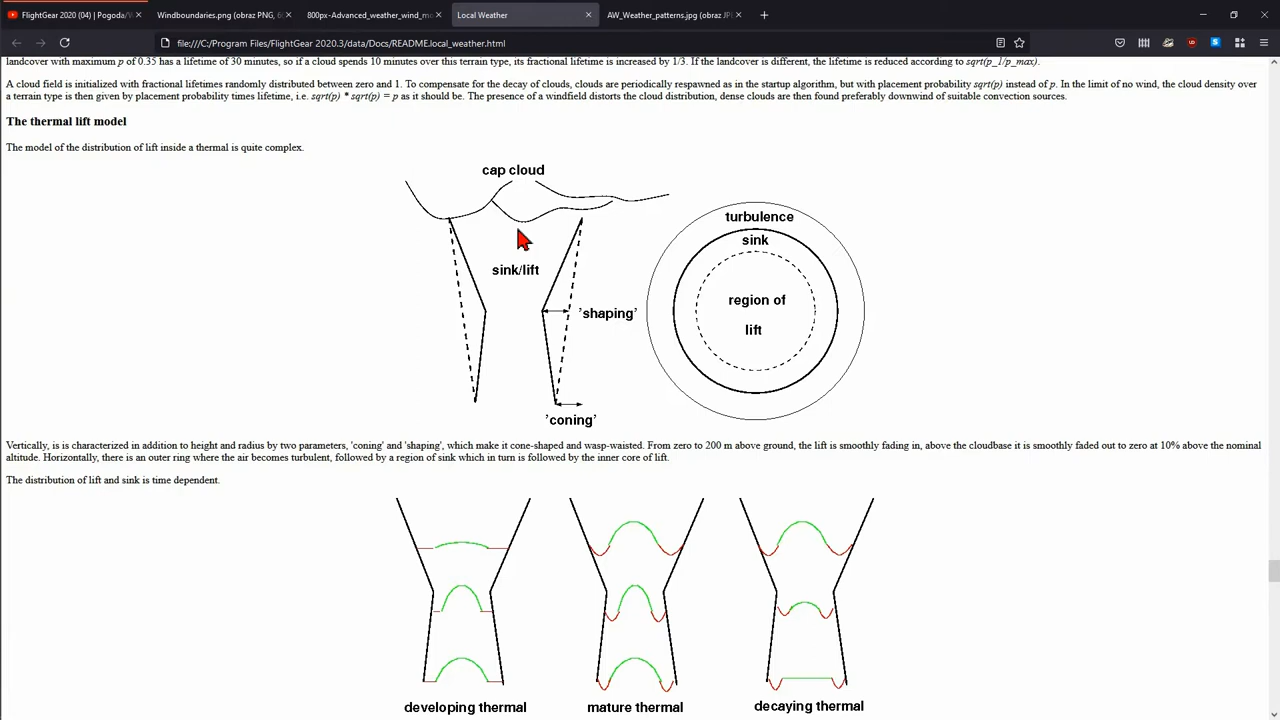 FlightGear 2020 (04) | Pogoda/
Windboundaries.png (obraz PNG, 6
800px-Advanced_weather_wind_mo
Local Weather
AW_Weather_patterns.jpg (obraz JP
file:///C:/Program Files/FlightGear 2020.3/data/Docs/README.local_weather.html
landcover with maximum p of 0.35 has a lifetime of 30 minutes, so if a cloud spends 10 minutes over this terrain type, its fractional lifetime is increased by 1/3. If the landcover is different, the lifetime is reduced according to sqrt(p_1/p_max).
A cloud field is initialized with fractional lifetimes randomly distributed between zero and 1. To compensate for the decay of clouds, clouds are periodically respawned as in the startup algorithm, but with placement probability sqrt(p) instead of p. In the limit of no wind, the cloud density over
a terrain type is then given by placement probability times lifetime, i.e. sqrt(p) * sqrt(p) = p as it should be. The presence of a windfield distorts the cloud distribution, dense clouds are then found preferably downwind of suitable convection sources.
The thermal lift model
The model of the distribution of lift inside a thermal is quite complex.
cap cloud
turbulence
sink
sink/lift
region of
lift
'shaping'
'coning'
Vertically, is is characterized in addition to height and radius by two parameters, 'coning' and 'shaping', which make it cone-shaped and wasp-waisted. From zero to 200 m above ground, the lift is smoothly fading in, above the cloudbase it is smoothly faded out to zero at 10% above the nominal
altitude. Horizontally, there is an outer ring where the air becomes turbulent, followed by a region of sink which in turn is followed by the inner core of lift.
The distribution of lift and sink is time dependent.
developing thermal
mature thermal
decaying thermal